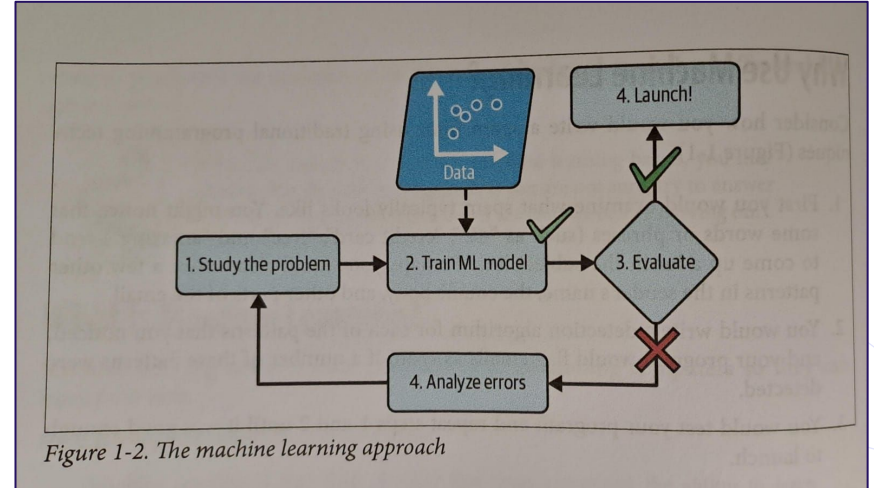 4. Launch!
Data
1. Study the problem
2. Train ML model
3. Evaluate
4. Analyze errors
Figure 1-2. The machine learning approach